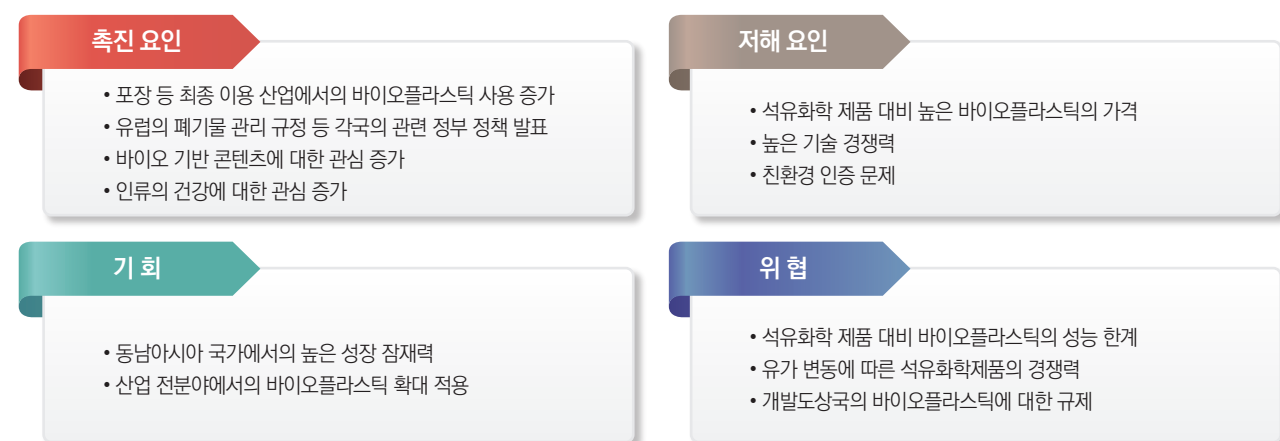 촉진 요인
• 포장 등 최종 이용 산업에서의 바이오플라스틱 사용 증가
• 유럽의 폐기물 관리 규정 등 각국의 관련 정부 정책 발표
• 바이오 기반 콘텐츠에 대한 관심 증가
• 인류의 건강에 대한 관심 증가
저해 요인
• 석유화학 제품 대비 높은 바이오플라스틱의 가격
• 높은 기술 경쟁력
• 친환경 인증 문제
기 회
• 동남아시아 국가에서의 높은 성장 잠재력
• 산업 전분야에서의 바이오플라스틱 확대 적용
위 협
• 석유화학 제품 대비 바이오플라스틱의 성능 한계
• 유가 변동에 따른 석유화학제품의 경쟁력
• 개발도상국의 바이오플라스틱에 대한 규제